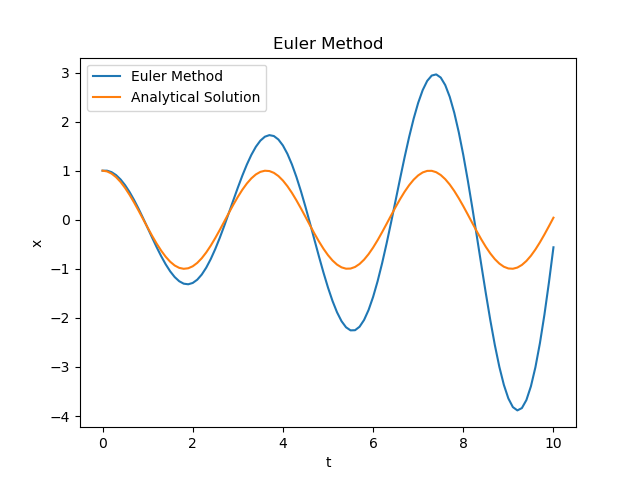 Euler Method
Euler Method
Analytical Solution
3
2
1
0
−1
−2
−3
−4
x
0 2 4 6 8 10
t